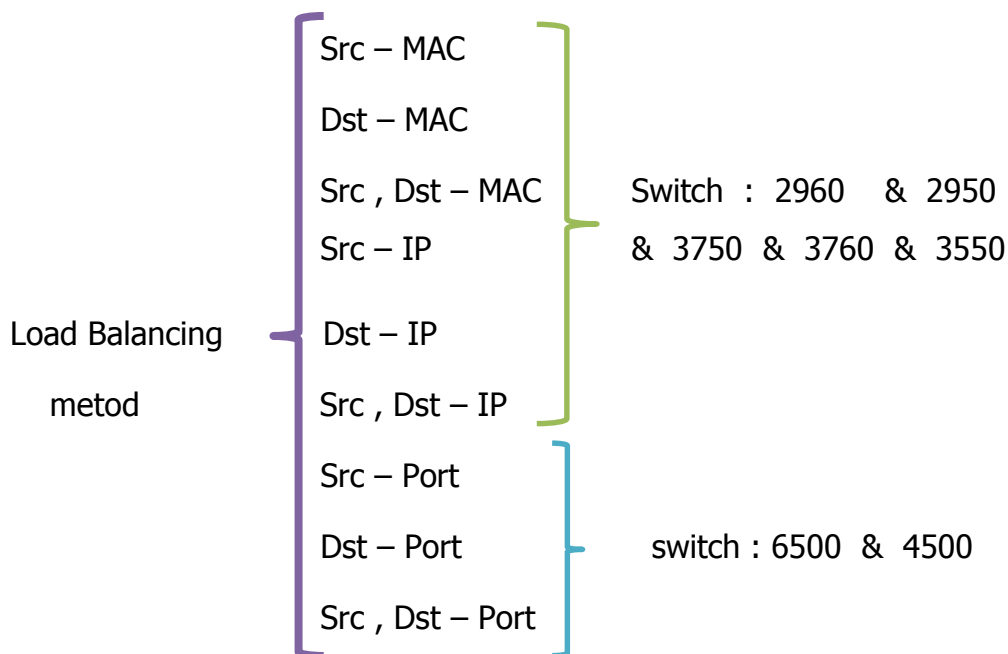 Src – MAC
Dst – MAC
Src , Dst – MAC
Switch : 2960 & 2950
Src – IP
& 3750 & 3760 & 3550
Load Balancing
Dst – IP
metod
Src , Dst – IP
Src – Port
Dst – Port
switch : 6500 & 4500
Src , Dst – Port